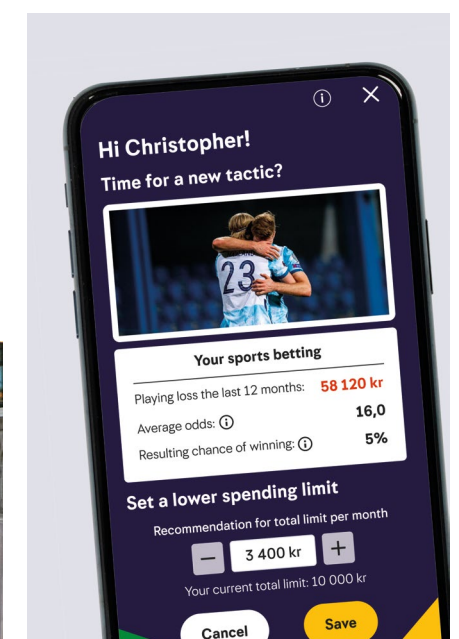 Hi Christopher!
Time for a new tactic?
23
Your sports betting
Playing loss the last 12 months: 58 120 kr
Average odds: 16,0
Resulting chance of winning: 5%
Set a lower spending limit
Recommendation for total limit per month
− 3 400 kr +
Your current total limit: 10 000 kr
Cancel Save